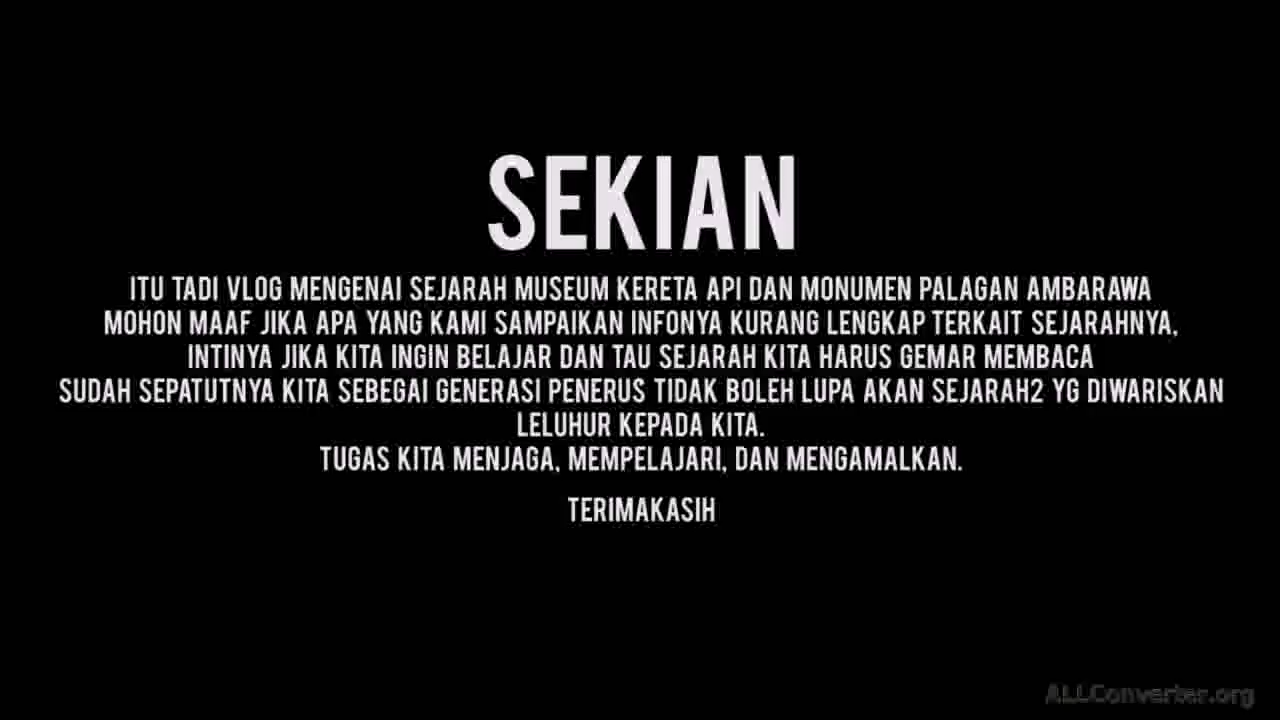 SEKIAN
ITU TADI VLOG MENGENAI SEJARAH MUSEUM KERETA API DAN MONUMEN PALAGAN AMBARAWA
MOHON MAAF JIKA APA YANG KAMI SAMPAIKAN INFONYA KURANG LENGKAP TERKAIT SEJARAHNYA,
INTINYA JIKA KITA INGIN BELAJAR DAN TAU SEJARAH KITA HARUS GEMAR MEMBACA
SUDAH SEPATUTNYA KITA SEBEGAI GENERASI PENERUS TIDAK BOLEH LUPA AKAN SEJARAH2 YG DIWARISKAN
LELUHUR KEPADA KITA.
TUGAS KITA MENJAGA, MEMPELAJARI, DAN MENGAMALKAN.
TERIMAKASIH
ALLConverter.org